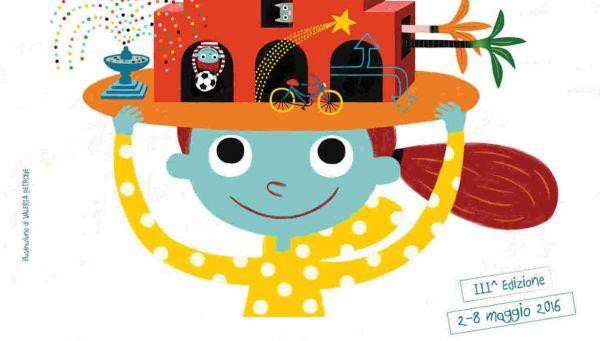 illustrazione di VALERIA PETRONE
III^ Edizione
2-8 maggio 2016